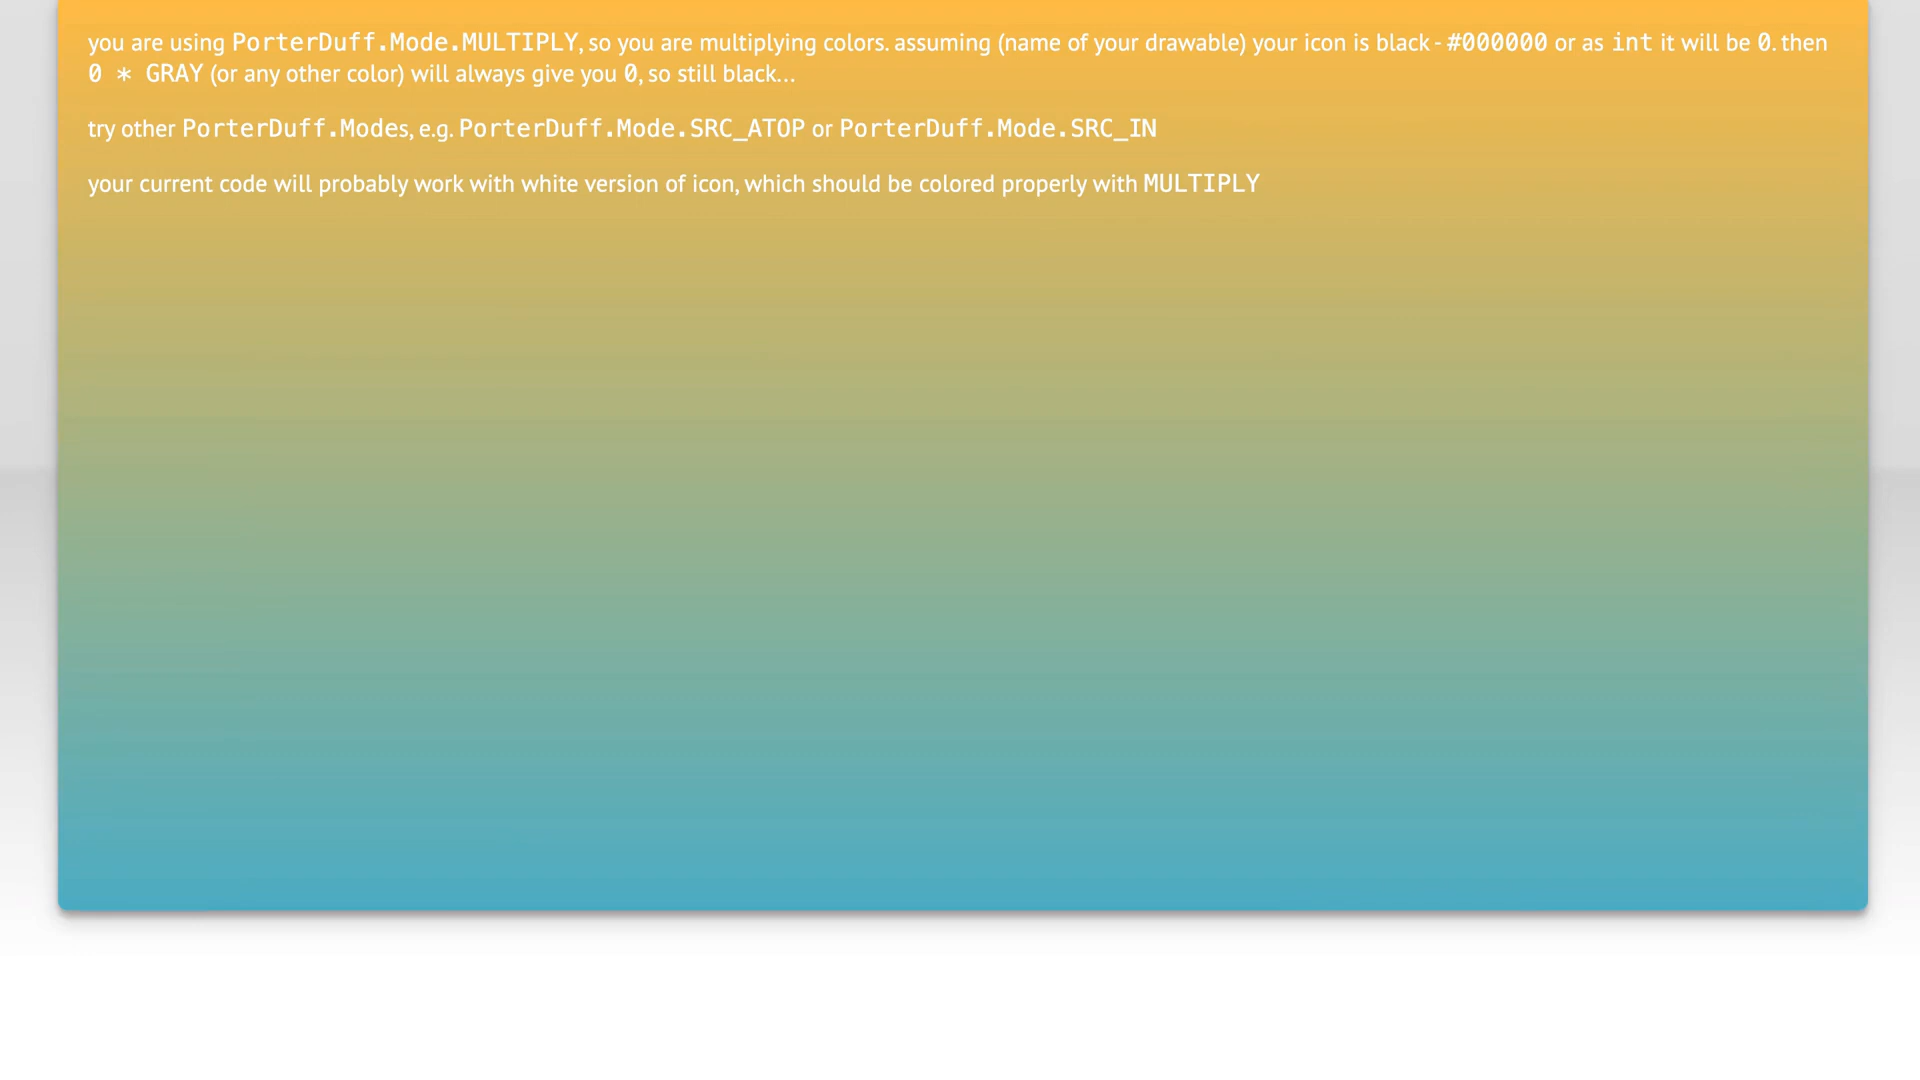 you are using PorterDuff.Mode.MULTIPLY, so you are multiplying colors. assuming (name of your drawable) your icon is black - #000000 or as int it will be 0. then
0 * GRAY (or any other color) will always give you 0, so still black...
try other PorterDuff.Modes, e.g. PorterDuff.Mode.SRC_ATOP or PorterDuff.Mode.SRC_IN
your current code will probably work with white version of icon, which should be colored properly with MULTIPLY